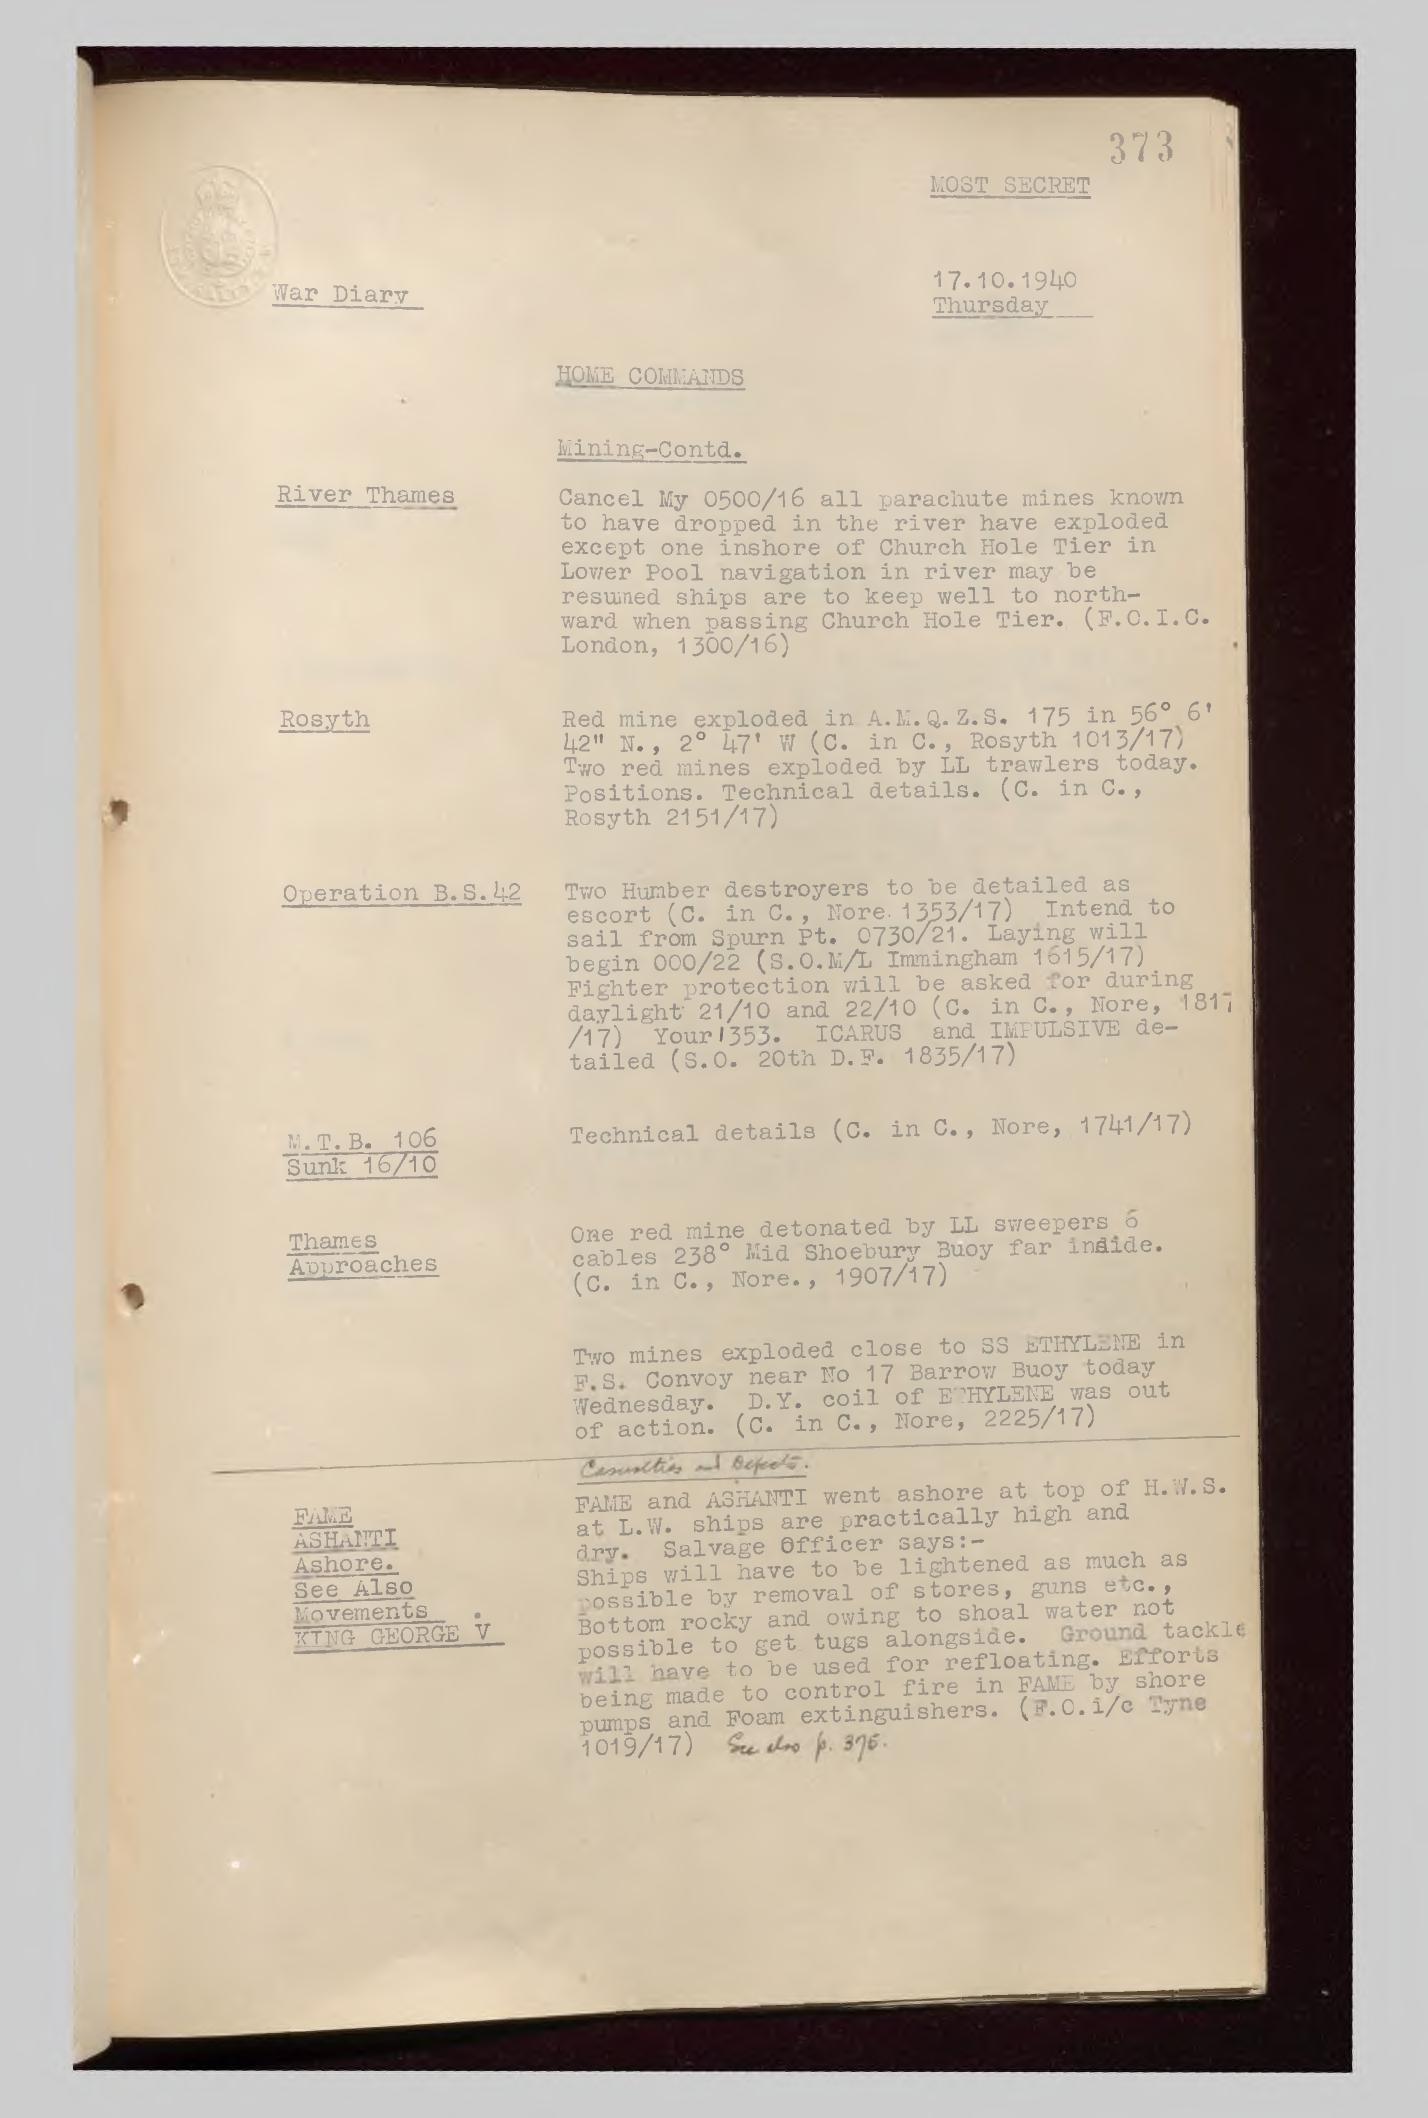 373
MOST SECRET
War Diary
17.10.1940
Thursday
HOME COMMANDS
Mining-Contd.
River Thames
Cancel My 0500/16 all parachute mines known
to have dropped in the river have exploded
except one inshore of Church Hole Tier in
Lower Pool navigation in river may be
resumed ships are to keep well to north-
ward when passing Church Hole Tier. (F.O.I.C.
London, 1300/16)
Rosyth
Red mine exploded in A.M.Q.Z.S. 175 in 56° 6'
42" N., 2° 47' W (C. in C., Rosyth 1013/17)
Two red mines exploded by LL trawlers today.
Positions. Technical details. (C. in C.,
Rosyth 2151/17)
Operation B.S.42
Two Humber destroyers to be detailed as
escort (C. in C., Nore. 1353/17) Intend to
sail from Spurn Pt. 0730/21. Laying will
begin 000/22 (S.O.M/L Immingham 1615/17)
Fighter protection will be asked for during
daylight 21/10 and 22/10 (C. in C., Nore, 1817
/17) Your 1353. ICARUS and IMPULSIVE de-
tailed (S.O. 20th D.F. 1835/17)
M.T.B. 106
Sunk 16/10
Technical details (C. in C., Nore, 1741/17)
Thames
Approaches
One red mine detonated by LL sweepers 6
cables 238° Mid Shoebury Buoy far indide.
(C. in C., Nore., 1907/17)
Two mines exploded close to SS ETHYLENE in
F.S. Convoy near No 17 Barrow Buoy today
Wednesday. D.Y. coil of ETHYLENE was out
of action. (C. in C., Nore, 2225/17)
Casualties and Defects.
FAME
ASHANTI
Ashore.
See Also
Movements .
KING GEORGE V
FAME and ASHANTI went ashore at top of H.W.S.
at L.W. ships are practically high and
dry. Salvage Officer says:-
Ships will have to be lightened as much as
possible by removal of stores, guns etc.,
Bottom rocky and owing to shoal water not
possible to get tugs alongside. Ground tackle
will have to be used for refloating. Efforts
being made to control fire in FAME by shore
pumps and Foam extinguishers. (F.O.i/c Tyne
1019/17) See also p. 375.